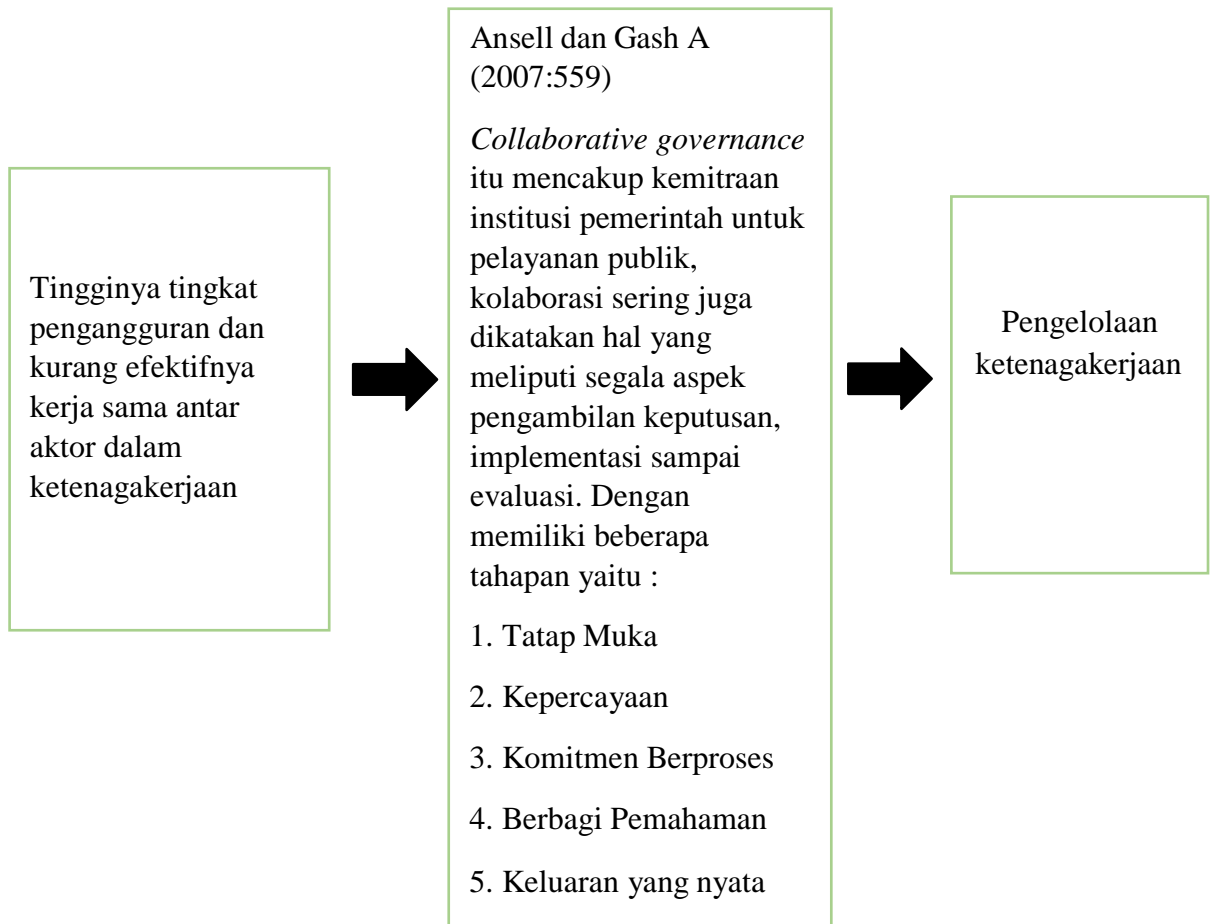 Tingginya tingkat
pengangguran dan
kurang efektifnya
kerja sama antar
aktor dalam
ketenagakerjaan
Ansell dan Gash A
(2007:559)
Collaborative governance
itu mencakup kemitraan
institusi pemerintah untuk
pelayanan publik,
kolaborasi sering juga
dikatakan hal yang
meliputi segala aspek
pengambilan keputusan,
implementasi sampai
evaluasi. Dengan
memiliki beberapa
tahapan yaitu :
1. Tatap Muka
2. Kepercayaan
3. Komitmen Berproses
4. Berbagi Pemahaman
5. Keluaran yang nyata
Pengelolaan
ketenagakerjaan